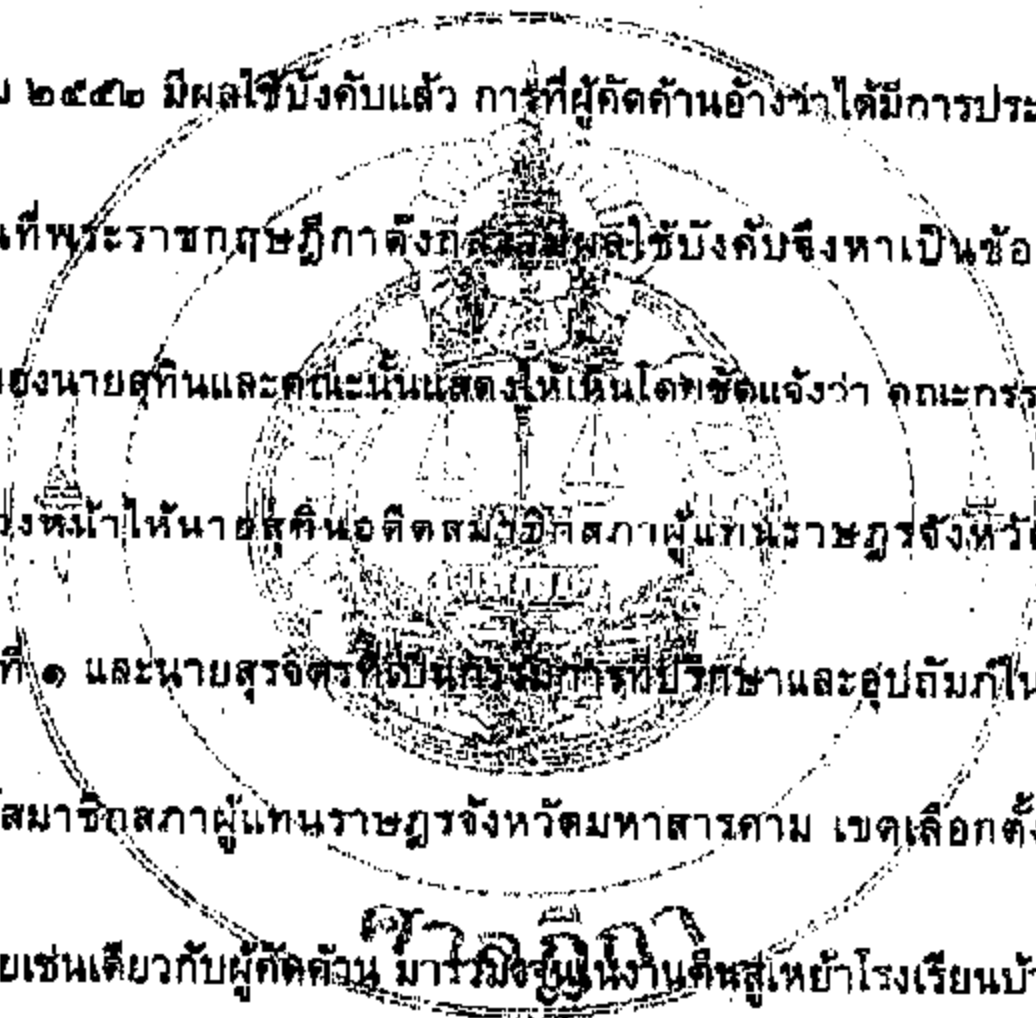 ม ๒๕๕๒ มีผลใช้บังคับแล้ว การที่ผู้คัดค้านอ้างว่าได้มีการประ
นที่พระราชกฤษฎีกาดังกล่าวมีผลใช้บังคับจึงหาเป็นข้อ
ของนายสุทินและคณะนั้นแสดงให้เห็นโดยชัดแจ้งว่า คณะกรร
วงหน้าให้นายสุทินอดีตสมาชิกสภาผู้แทนราษฎรจังหวั
ที่ ๑ และนายสุรจิตรที่เป็นกรรมการที่ปรึกษาและอุปถัมภ์ใน
สมาชิกสภาผู้แทนราษฎรจังหวัดมหาสารคาม เขตเลือกตั้
ศาลฎีกา
ยเช่นเดียวกับผู้คัดค้าน มาร่วมงานคืนสู่เหย้าโรงเรียนบ้า